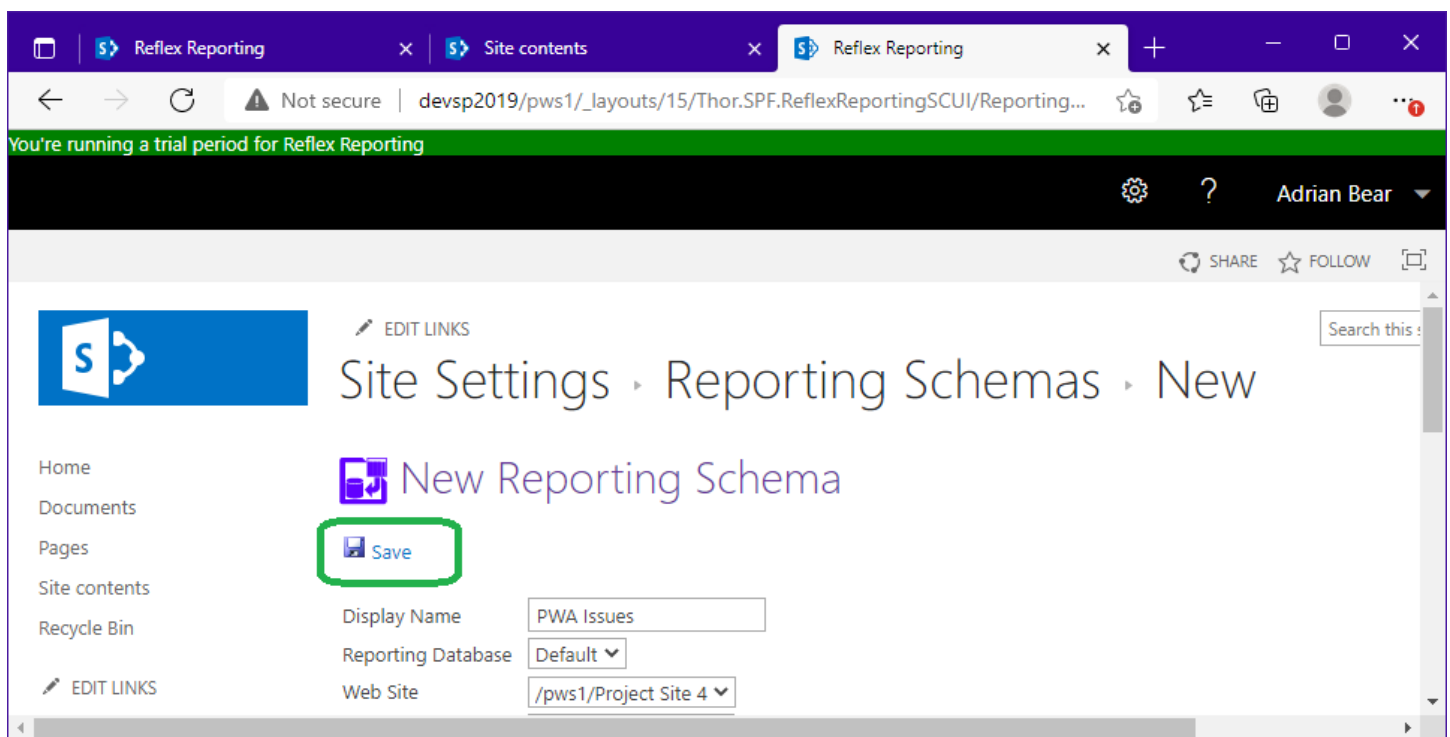 Reflex Reporting
Site contents
Reflex Reporting
Not secure | devsp2019/pws1/_layouts/15/Thor.SPF.ReflexReportingSCUI/Reporting...
You're running a trial period for Reflex Reporting
? Adrian Bear
SHARE FOLLOW
EDIT LINKS
Search this s
Site Settings ▸ Reporting Schemas ▸ New
New Reporting Schema
Save
Home
Documents
Pages
Site contents
Recycle Bin
EDIT LINKS
Display Name PWA Issues
Reporting Database Default
Web Site /pws1/Project Site 4